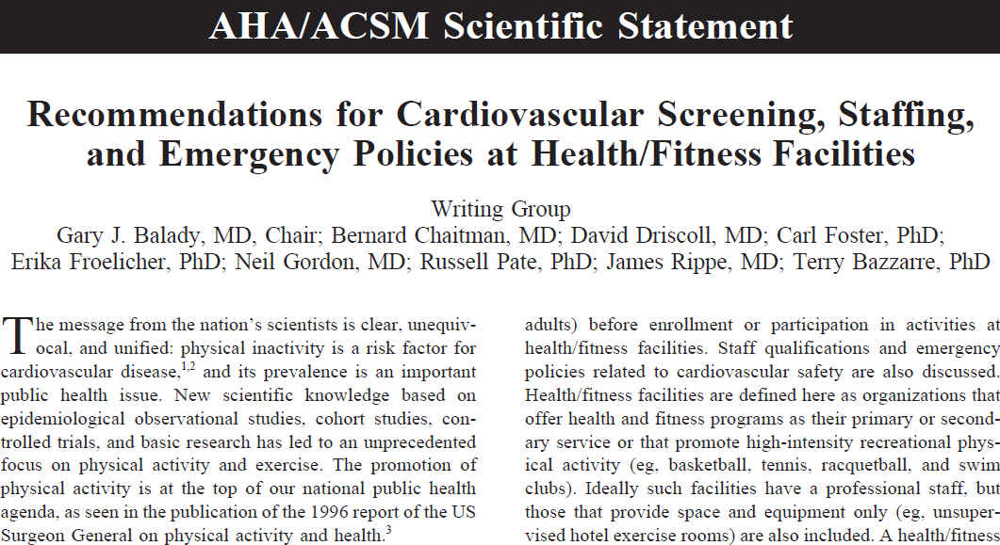 AHA/ACSM Scientific Statement
Recommendations for Cardiovascular Screening, Staffing,
and Emergency Policies at Health/Fitness Facilities
Writing Group
Gary J. Balady, MD, Chair; Bernard Chaitman, MD; David Driscoll, MD; Carl Foster, PhD;
Erika Froelicher, PhD; Neil Gordon, MD; Russell Pate, PhD; James Rippe, MD; Terry Bazzarre, PhD
The message from the nation's scientists is clear, unequiv-
ocal, and unified: physical inactivity is a risk factor for
cardiovascular disease,1,2 and its prevalence is an important
public health issue. New scientific knowledge based on
epidemiological observational studies, cohort studies, con-
trolled trials, and basic research has led to an unprecedented
focus on physical activity and exercise. The promotion of
physical activity is at the top of our national public health
agenda, as seen in the publication of the 1996 report of the US
Surgeon General on physical activity and health.3
adults) before enrollment or participation in activities at
health/fitness facilities. Staff qualifications and emergency
policies related to cardiovascular safety are also discussed.
Health/fitness facilities are defined here as organizations that
offer health and fitness programs as their primary or second-
ary service or that promote high-intensity recreational phys-
ical activity (eg, basketball, tennis, racquetball, and swim
clubs). Ideally such facilities have a professional staff, but
those that provide space and equipment only (eg, unsuper-
vised hotel exercise rooms) are also included. A health/fitness